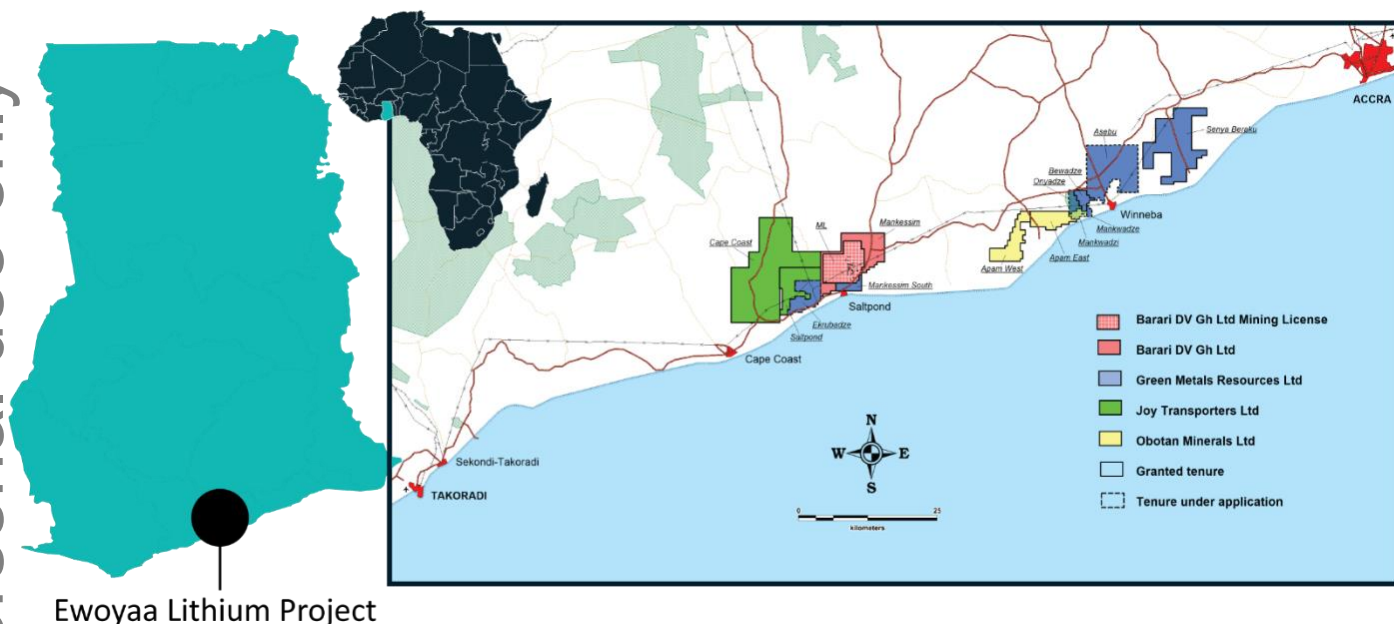 ACCRA
Senya Beraku
Asebu
Bewadze
Onyadze
Winneba
Mankwadze
Mankwadzi
Apam East
Apam West
Mankessim
ML
Cape Coast
Mankessim South
Saltpond
Ekrubadze
Saltpond
Cape Coast
Sekondi-Takoradi
TAKORADI
Barari DV Gh Ltd Mining License
Barari DV Gh Ltd
Green Metals Resources Ltd
Joy Transporters Ltd
Obotan Minerals Ltd
Granted tenure
Tenure under application
N
W E
S
0 25
kilometers
Ewoyaa Lithium Project